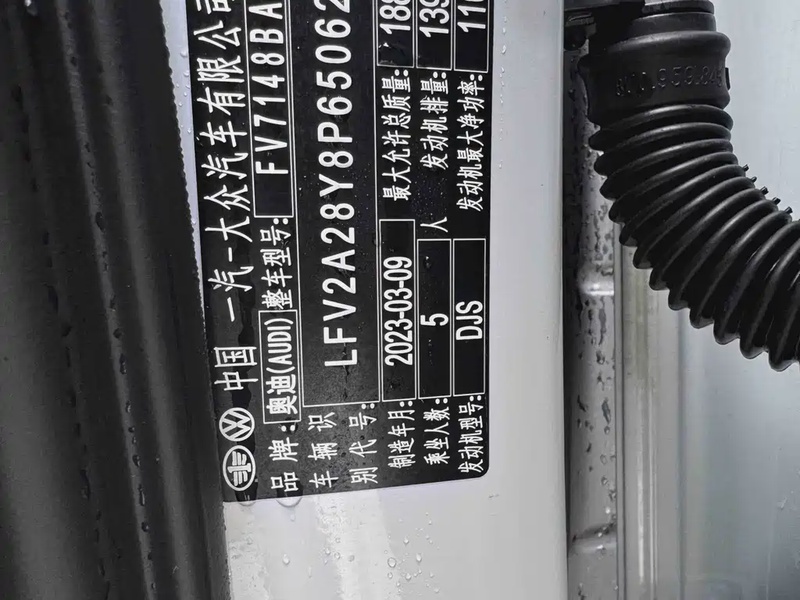 中国 一汽-大众汽车有限公司
品牌: 奥迪(AUDI) 整车型号: FV7148BA
车辆识别代号: LFV2A28Y8P65062
制造年月: 2023-03-09 最大允许总质量: 188
乘坐人数: 5 人 发动机排量: 139
发动机型号: DJS 发动机最大净功率: 110